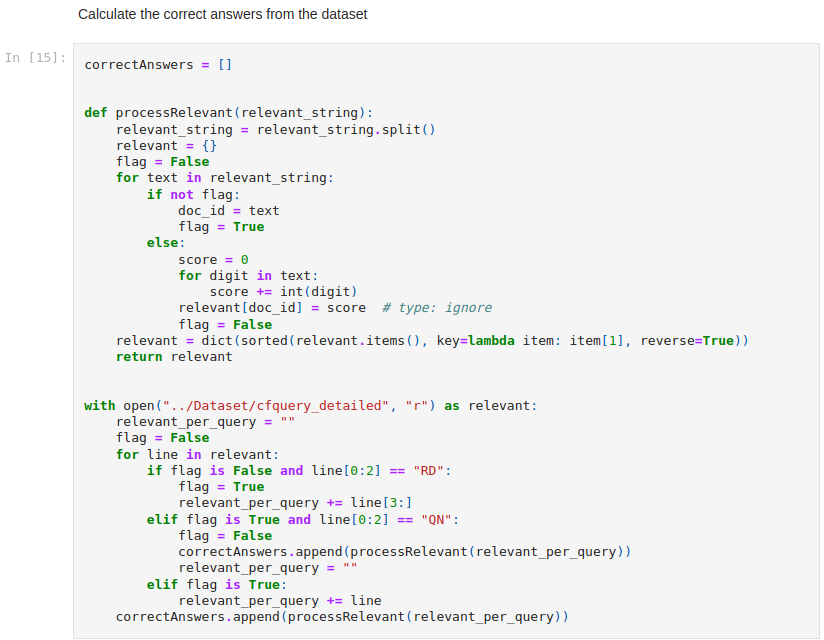 Calculate the correct answers from the dataset
In [15]:
correctAnswers = []
def processRelevant(relevant_string):
    relevant_string = relevant_string.split()
    relevant = {}
    flag = False
    for text in relevant_string:
        if not flag:
            doc_id = text
            flag = True
        else:
            score = 0
            for digit in text:
                score += int(digit)
            relevant[doc_id] = score  # type: ignore
            flag = False
    relevant = dict(sorted(relevant.items(), key=lambda item: item[1], reverse=True))
    return relevant
with open("../Dataset/cfquery_detailed", "r") as relevant:
    relevant_per_query = ""
    flag = False
    for line in relevant:
        if flag is False and line[0:2] == "RD":
            flag = True
            relevant_per_query += line[3:]
        elif flag is True and line[0:2] == "QN":
            flag = False
            correctAnswers.append(processRelevant(relevant_per_query))
            relevant_per_query = ""
        elif flag is True:
            relevant_per_query += line
    correctAnswers.append(processRelevant(relevant_per_query))